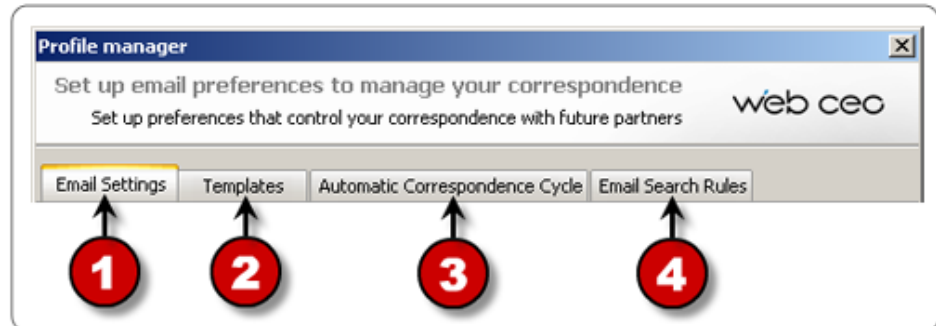 Profile manager
Set up email preferences to manage your correspondence
Set up preferences that control your correspondence with future partners
web ceo
Email Settings Templates Automatic Correspondence Cycle Email Search Rules
1 2 3 4